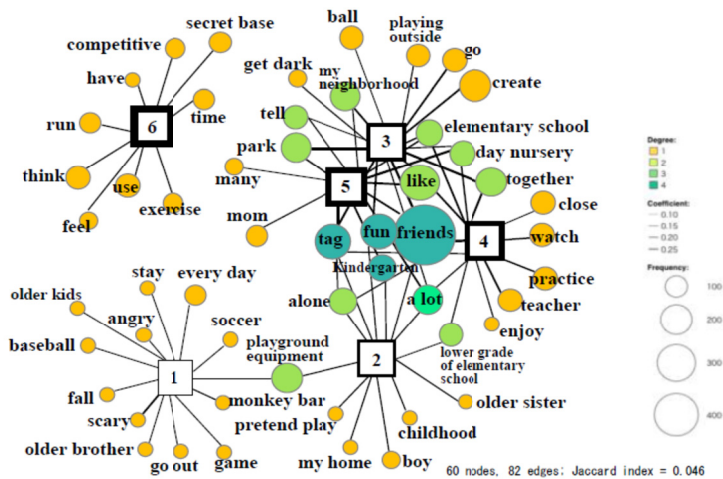 secret base
competitive
have
time
run
6
think
use
exercise
feel
ball
playing
outside
go
get dark
my
neighborhood
create
tell
elementary school
3
park
day nursery
many
5
like
together
mom
tag
fun
friends
4
close
watch
Kindergarten
practice
alone
a lot
teacher
enjoy
stay
every day
older kids
angry
soccer
baseball
playground
equipment
2
lower grade
of elementary
school
1
fall
monkey bar
older sister
scary
pretend play
childhood
older brother
go out
game
my home
boy
Degree:
1
2
3
4
Coefficient:
0.10
0.15
0.20
0.25
Frequency:
100
200
300
400
60 nodes, 82 edges; Jaccard index = 0.046